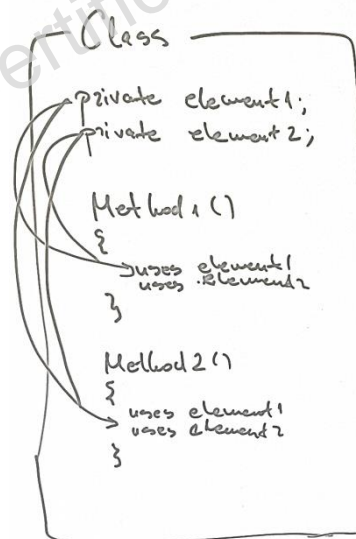 Class
private element1;
private element2;
Method1()
{
uses element1
uses element2
}
Method2()
{
uses element1
uses element2
}